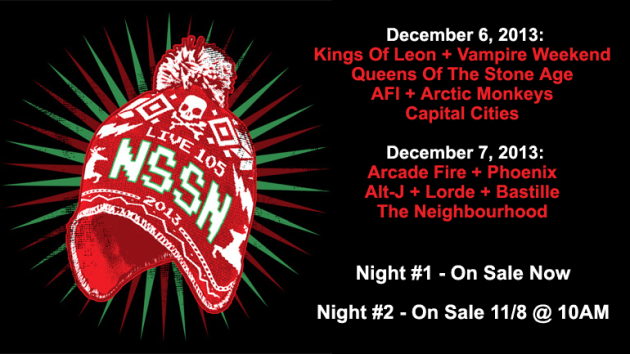 LIVE 105
NSSN
2013
December 6, 2013:
Kings Of Leon + Vampire Weekend
Queens Of The Stone Age
AFI + Arctic Monkeys
Capital Cities
December 7, 2013:
Arcade Fire + Phoenix
Alt-J + Lorde + Bastille
The Neighbourhood
Night #1 - On Sale Now
Night #2 - On Sale 11/8 @ 10AM